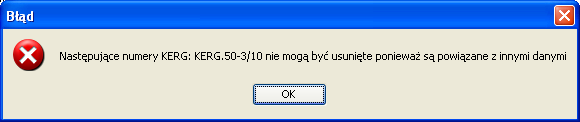 Błąd
Następujące numery KERG: KERG.50-3/10 nie mogą być usunięte ponieważ są powiązane z innymi danymi
OK